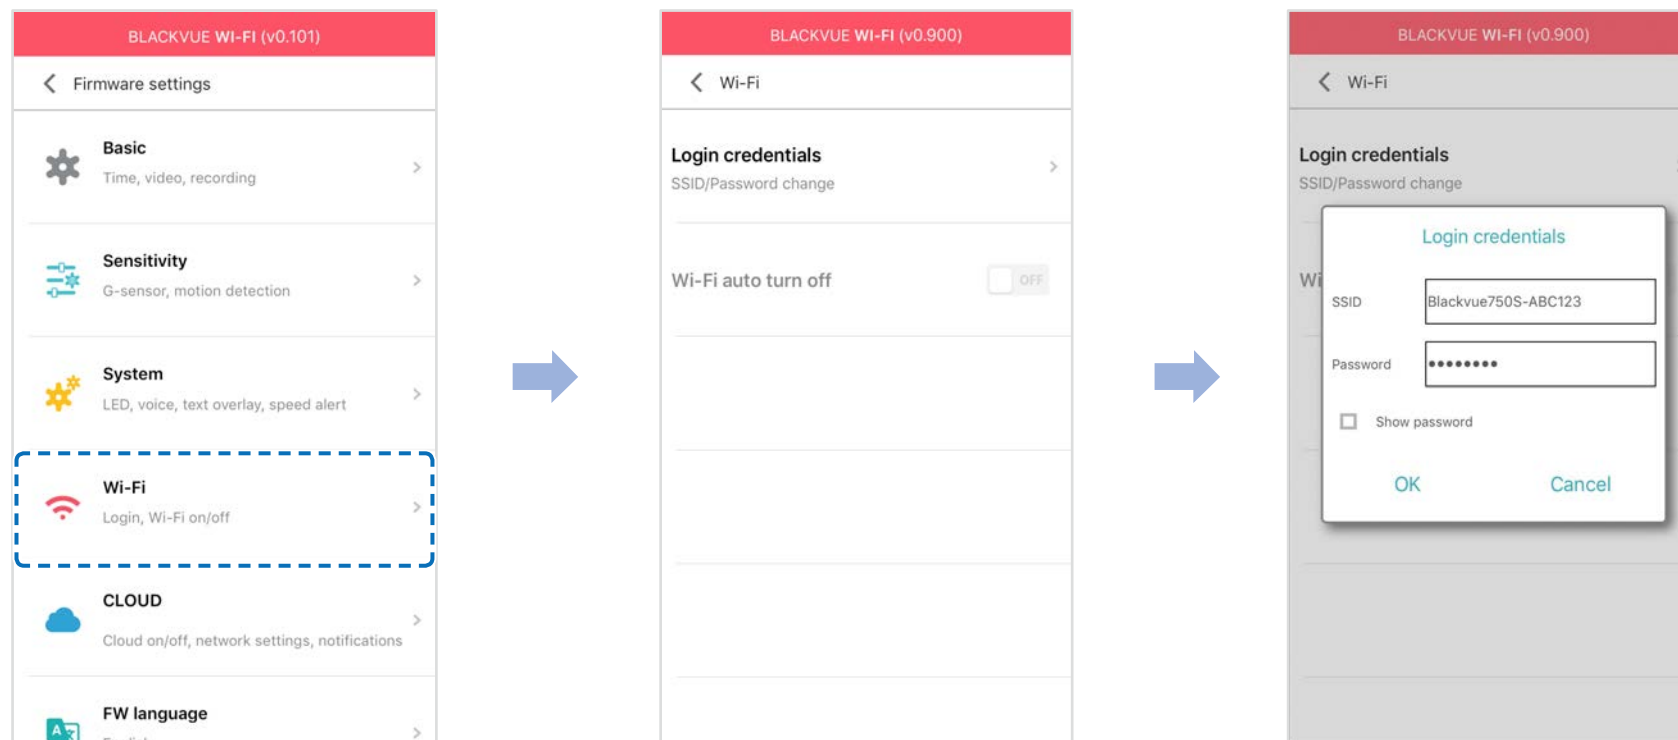 BLACKVUE WI-FI (v0.101)
Firmware settings
Basic
Time, video, recording
Sensitivity
G-sensor, motion detection
System
LED, voice, text overlay, speed alert
Wi-Fi
Login, Wi-Fi on/off
CLOUD
Cloud on/off, network settings, notifications
FW language
BLACKVUE WI-FI (v0.900)
Wi-Fi
Login credentials
SSID/Password change
Wi-Fi auto turn off
OFF
BLACKVUE WI-FI (v0.900)
Wi-Fi
Login credentials
SSID/Password change
Wi
Login credentials
SSID
Blackvue750S-ABC123
Password
••••••••
Show password
OK
Cancel